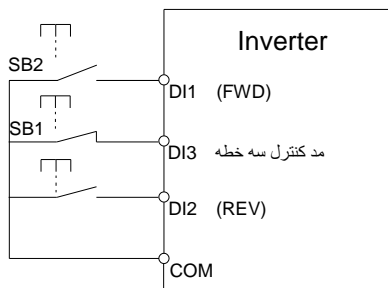 Inverter
SB2
DI1 (FWD)
SB1
DI3 مد کنترل سه خطه
DI2 (REV)
COM